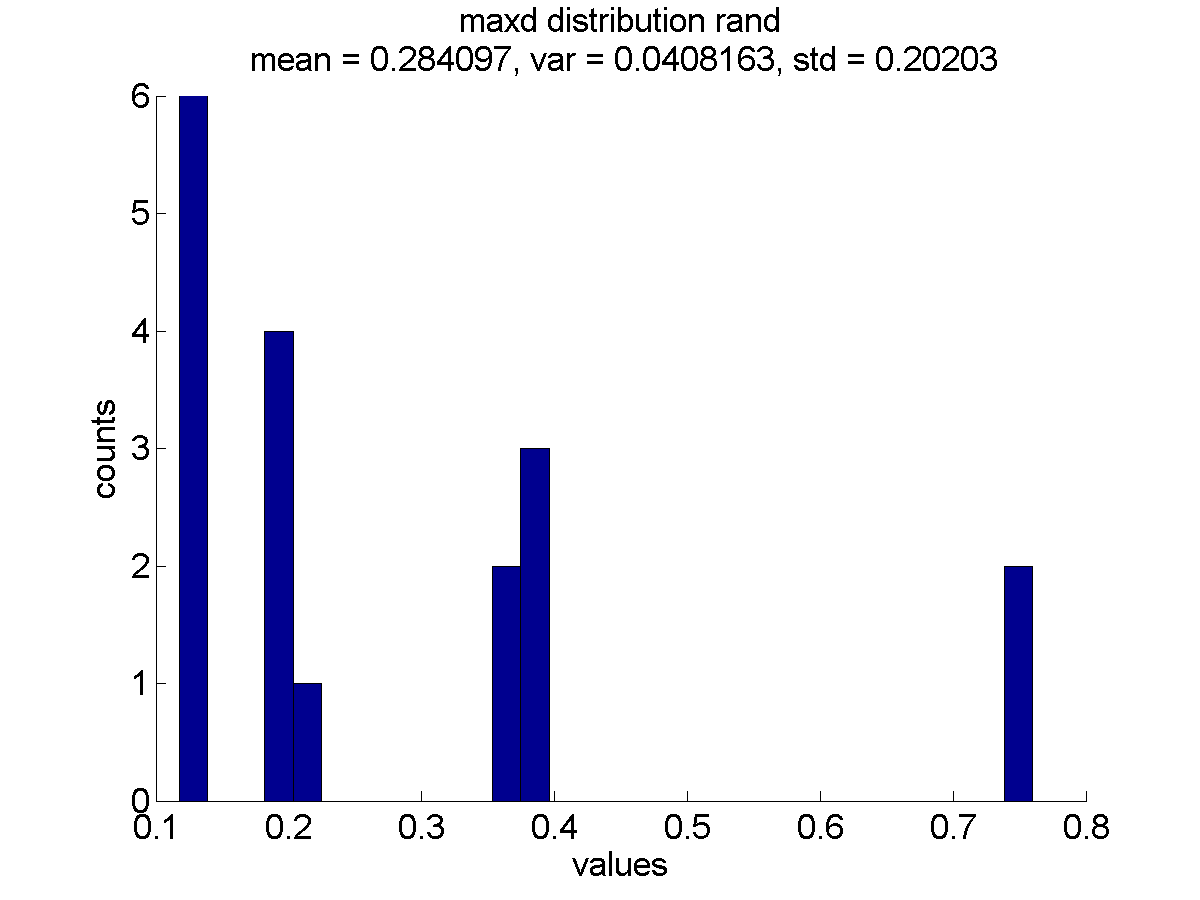 maxd distribution rand
mean = 0.284097, var = 0.0408163, std = 0.20203
6
5
4
3
2
1
0
counts
0.1 0.2 0.3 0.4 0.5 0.6 0.7 0.8
values